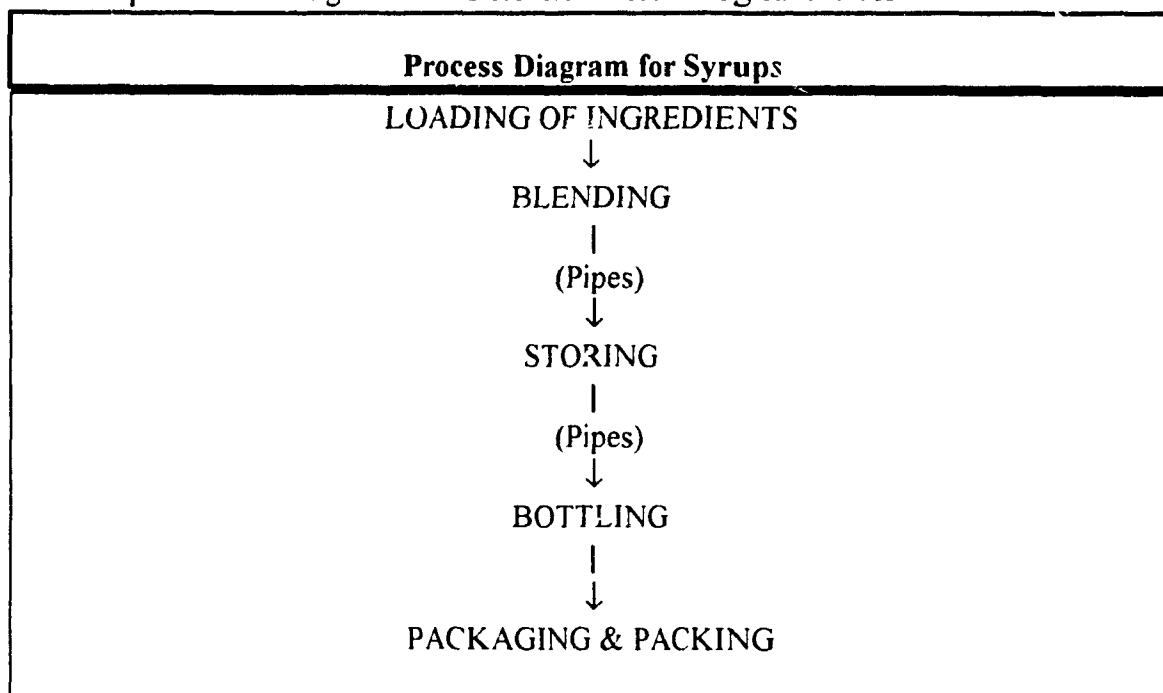 Process Diagram for Syrups
LOADING OF INGREDIENTS
BLENDING
(Pipes)
STORING
(Pipes)
BOTTLING
PACKAGING & PACKING